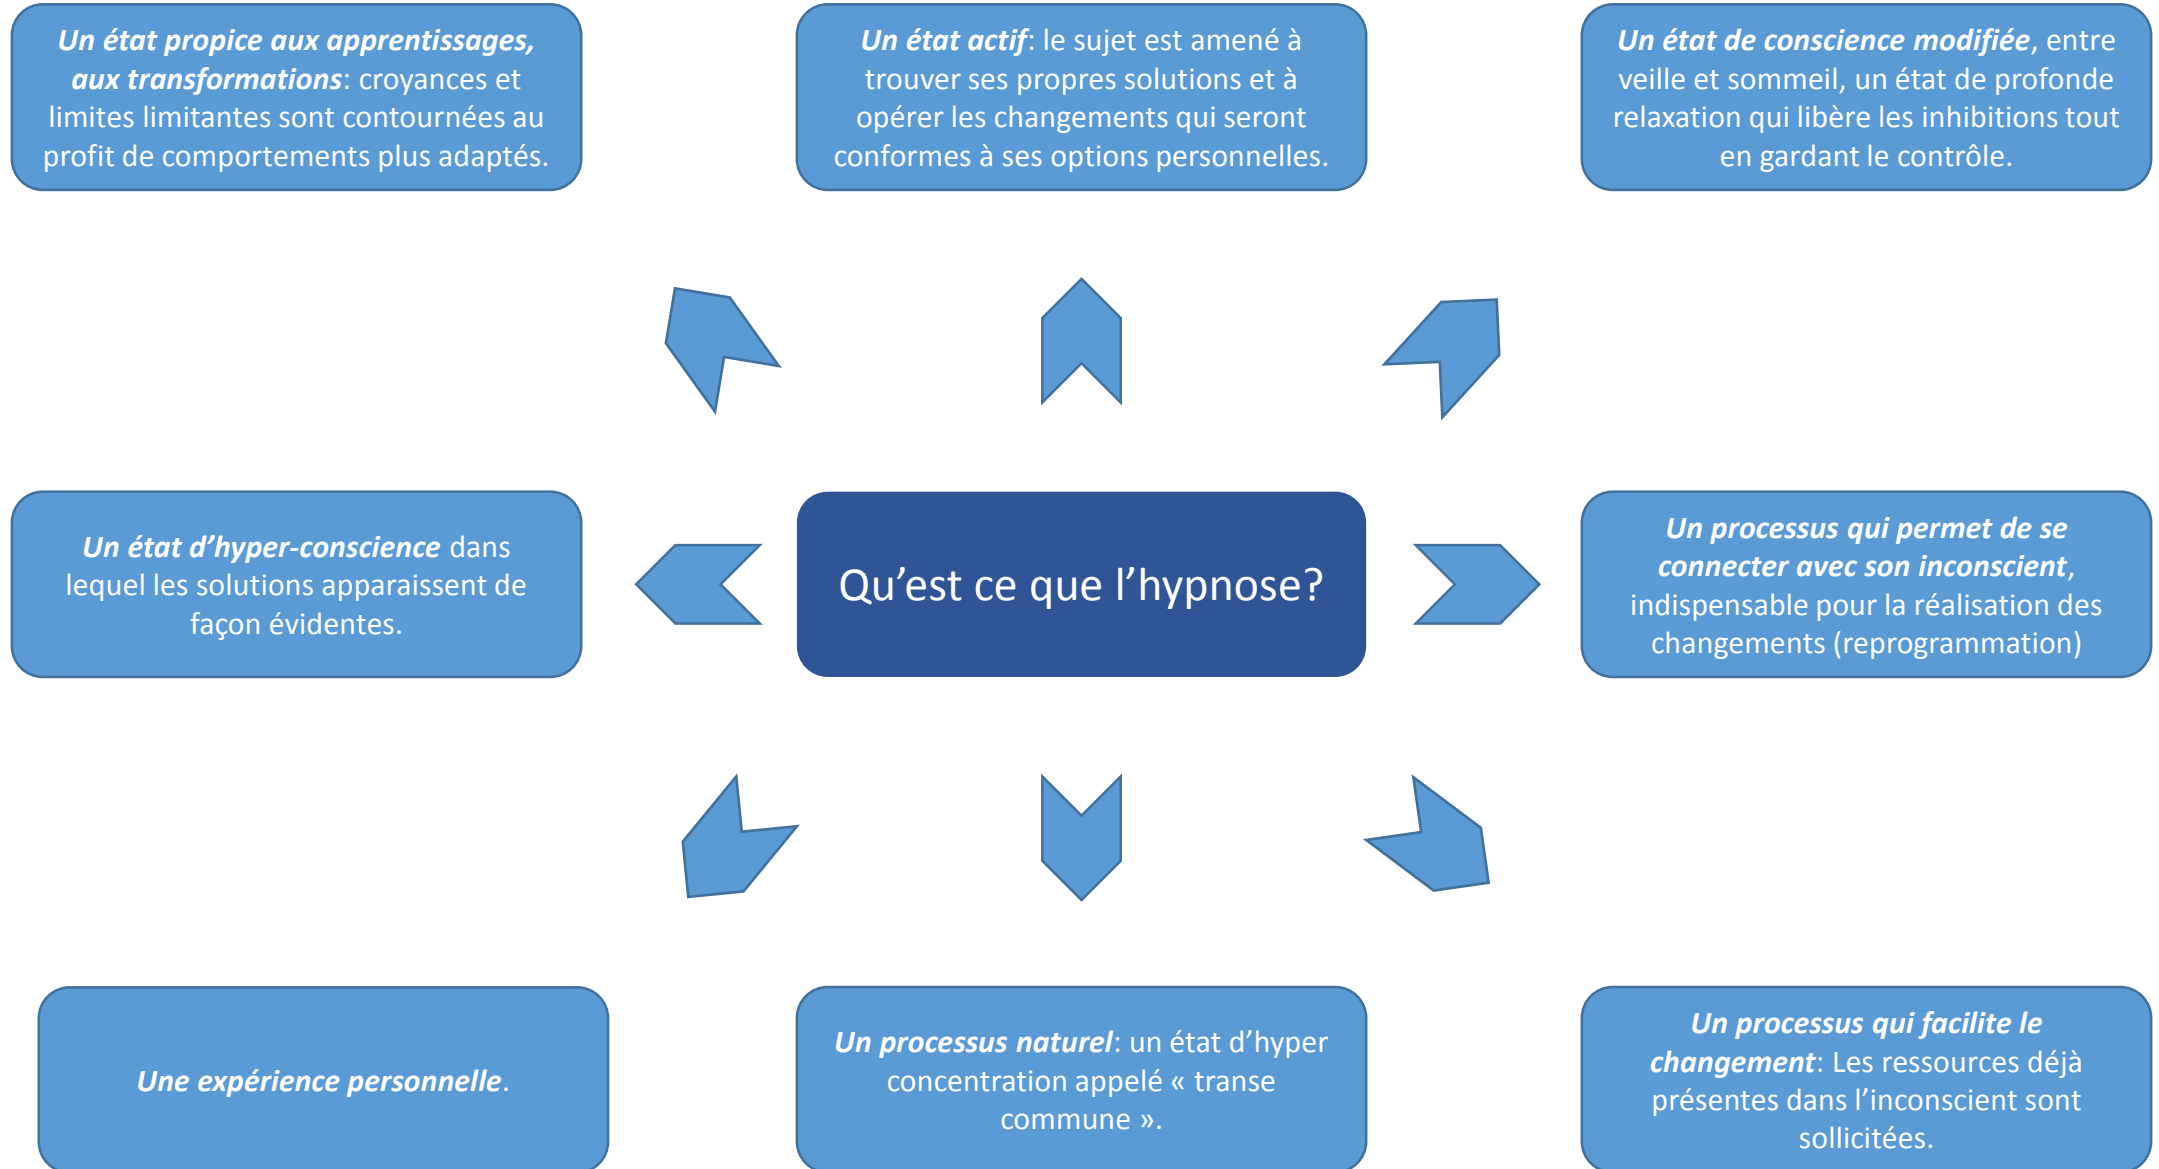 Un état propice aux apprentissages,
aux transformations: croyances et
limites limitantes sont contournées au
profit de comportements plus adaptés.
Un état actif: le sujet est amené à
trouver ses propres solutions et à
opérer les changements qui seront
conformes à ses options personnelles.
Un état de conscience modifiée, entre
veille et sommeil, un état de profonde
relaxation qui libère les inhibitions tout
en gardant le contrôle.
Un état d’hyper-conscience dans
lequel les solutions apparaissent de
façon évidentes.
Qu’est ce que l’hypnose?
Un processus qui permet de se
connecter avec son inconscient,
indispensable pour la réalisation des
changements (reprogrammation)
Une expérience personnelle.
Un processus naturel: un état d’hyper
concentration appelé « transe
commune ».
Un processus qui facilite le
changement: Les ressources déjà
présentes dans l’inconscient sont
sollicitées.